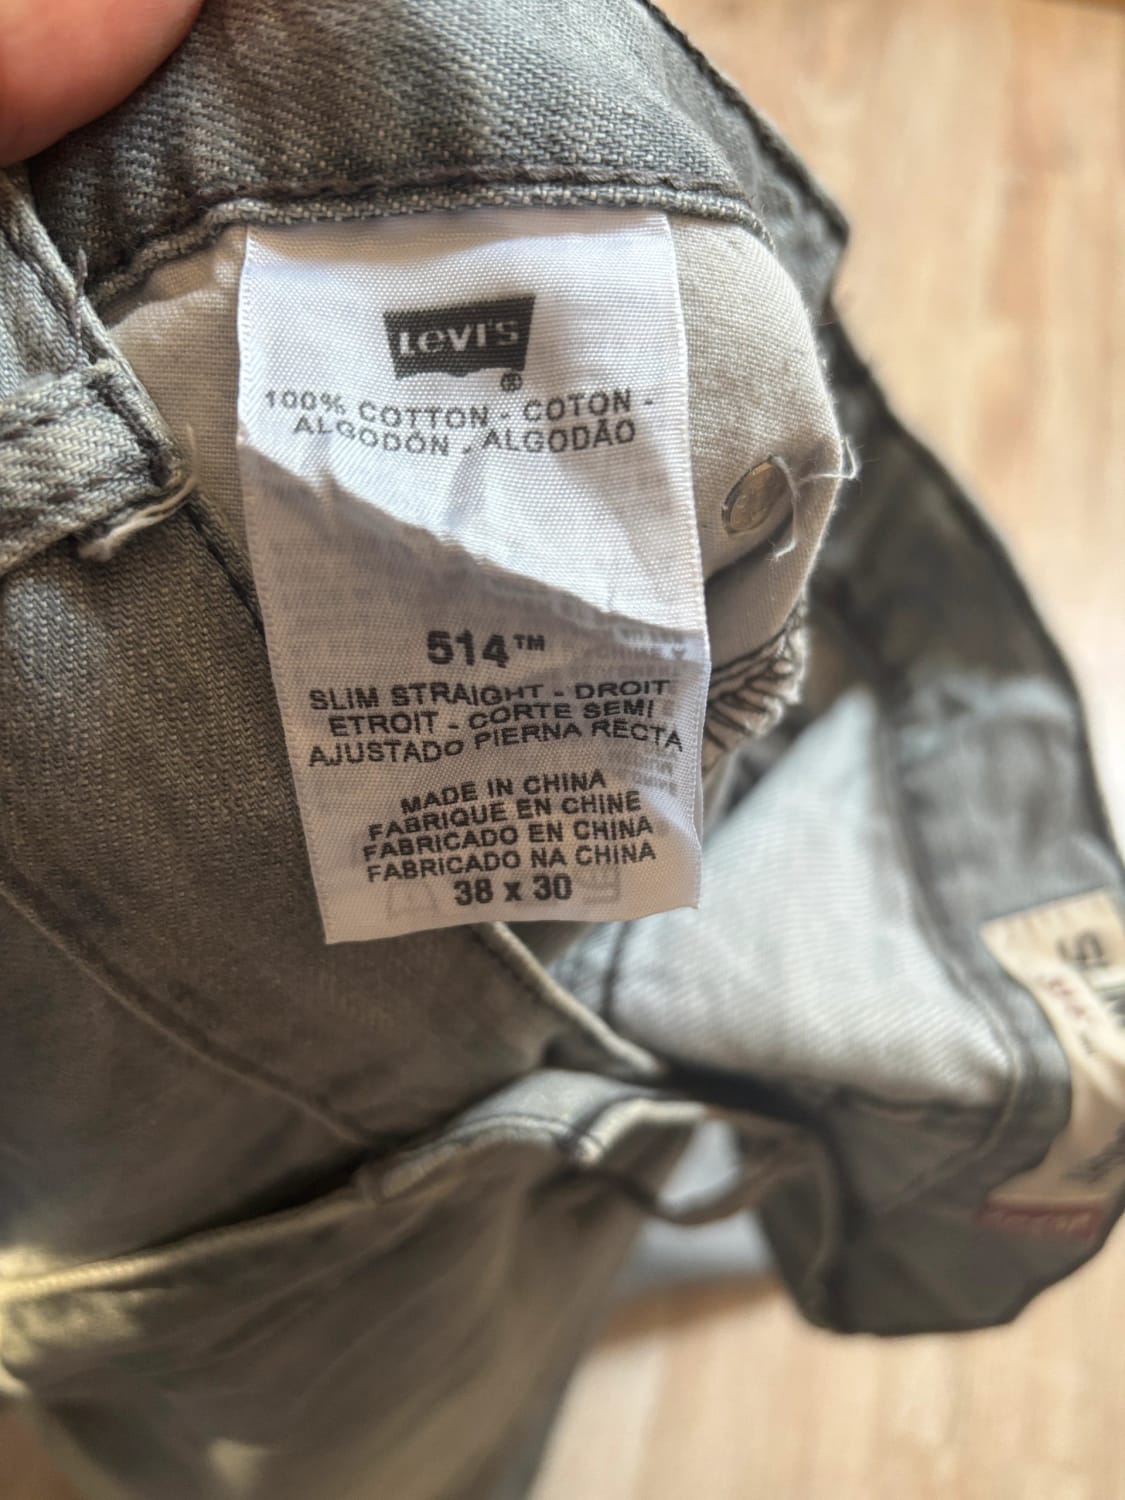 Levi's
®
100% COTTON - COTON -
ALGODÓN - ALGODÃO
514™
SLIM STRAIGHT - DROIT
ETROIT - CORTE SEMI
AJUSTADO PIERNA RECTA
MADE IN CHINA
FABRIQUE EN CHINE
FABRICADO EN CHINA
FABRICADO NA CHINA
38 x 30